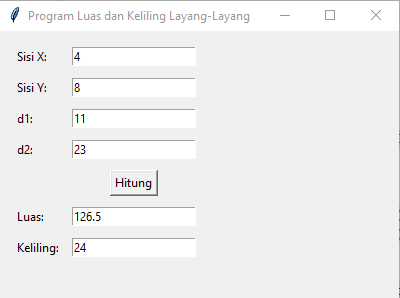 Program Luas dan Keliling Layang-Layang
Sisi X: 4
Sisi Y: 8
d1: 11
d2: 23
Hitung
Luas: 126.5
Keliling: 24